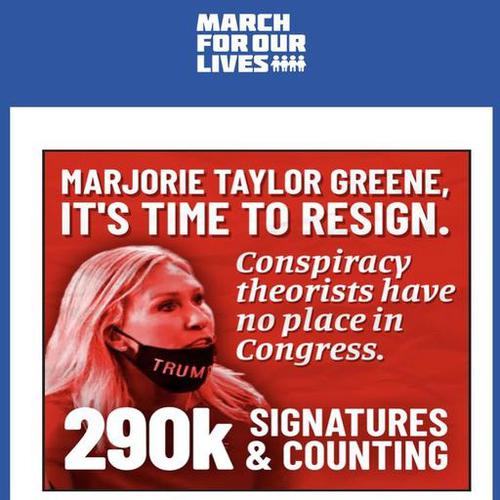 MARCH
FOR OUR
LIVES
MARJORIE TAYLOR GREENE,
IT'S TIME TO RESIGN.
Conspiracy
theorists have
no place in
Congress.
TRUMP
290k SIGNATURES
& COUNTING